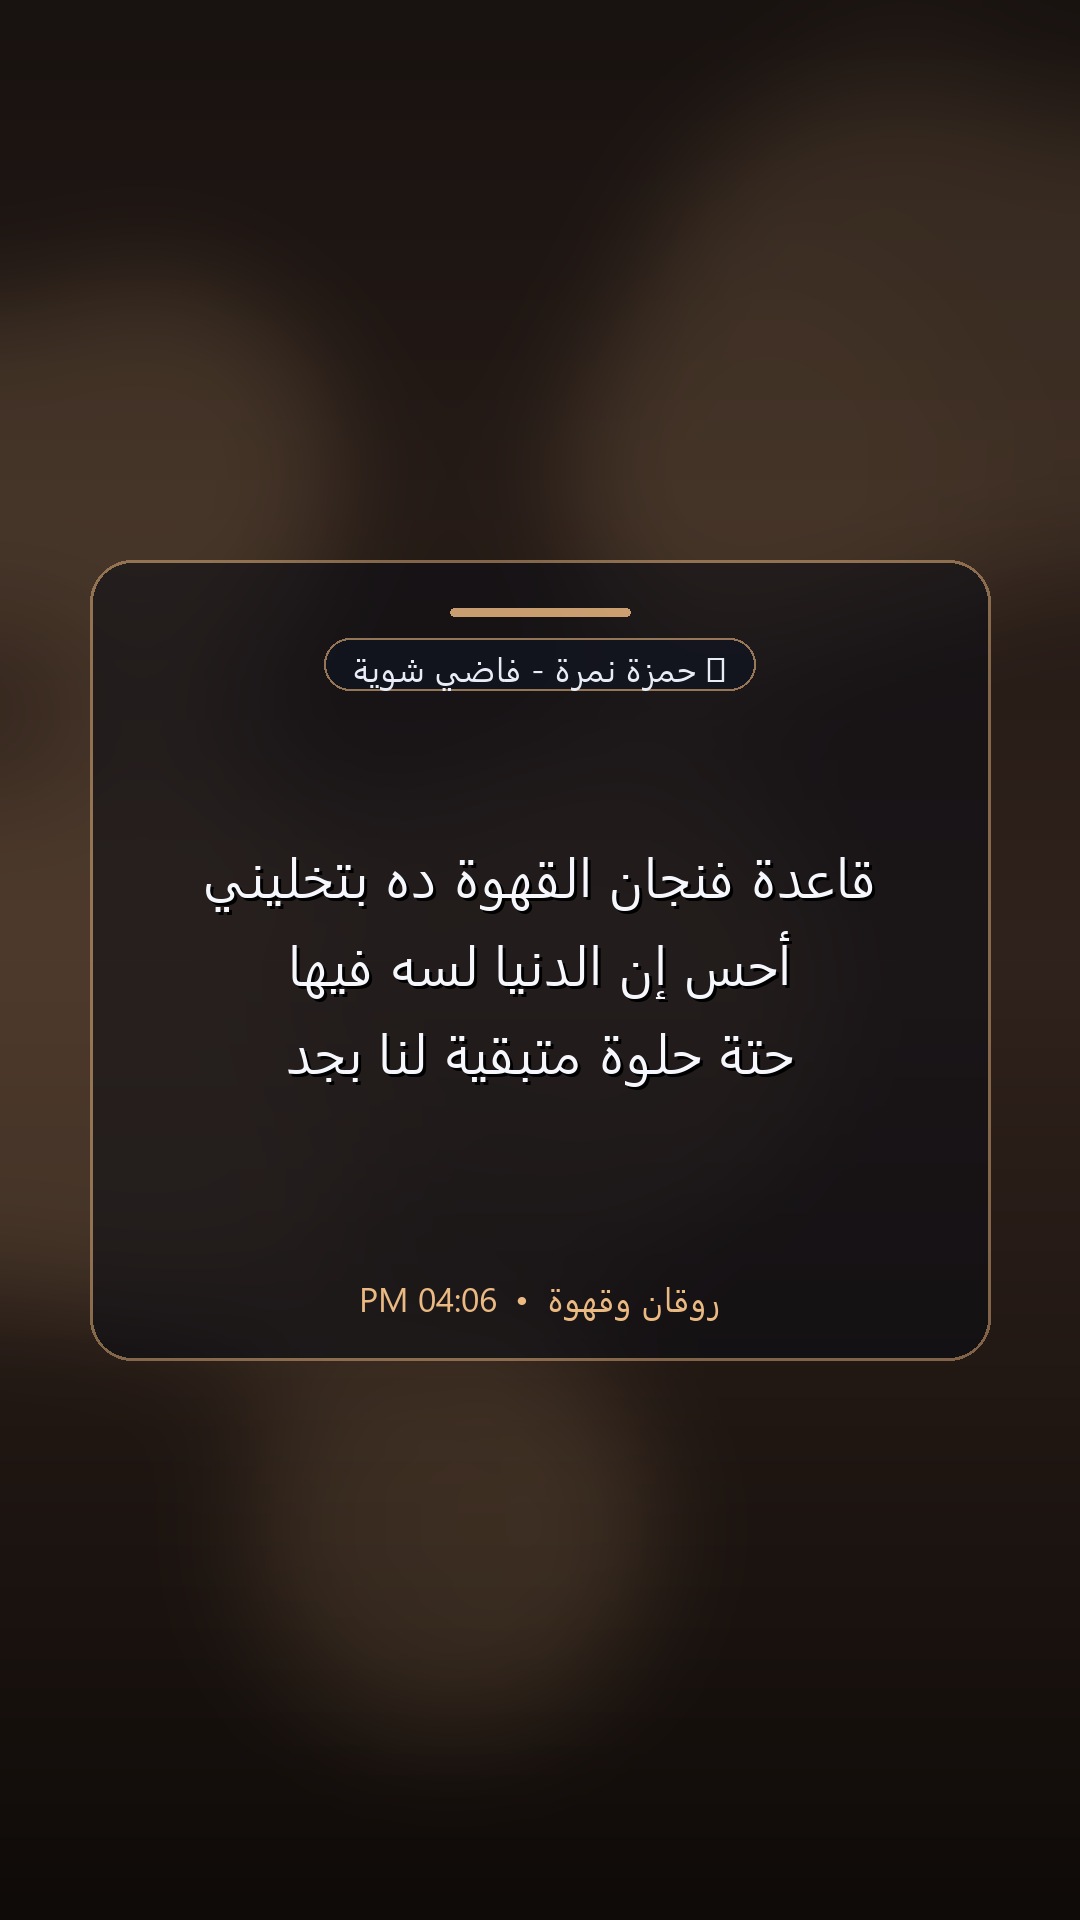 حمزة نمرة - فاضي شوية
قاعدة فنجان القهوة ده بتخليني
أحس إن الدنيا لسه فيها
حتة حلوة متبقية لنا بجد
روقان وقهوة • 04:06 PM